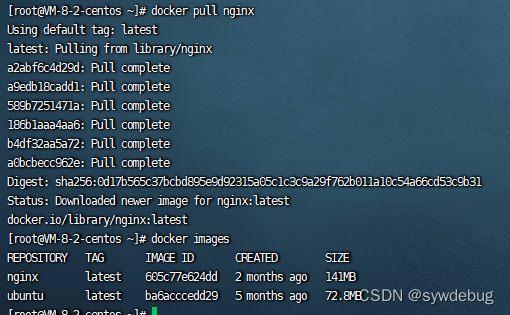 [root@VM-8-2-centos ~]# docker pull nginx
Using default tag: latest
latest: Pulling from library/nginx
a2abf6c4d29d: Pull complete
a9edb18cadd1: Pull complete
589b7251471a: Pull complete
186b1aaa4aa6: Pull complete
b4df32aa5a72: Pull complete
a0bcbecc962e: Pull complete
Digest: sha256:0d17b565c37bcbd895e9d92315a05c1c3c9a29f762b011a10c54a66cd53c9b31
Status: Downloaded newer image for nginx:latest
docker.io/library/nginx:latest
[root@VM-8-2-centos ~]# docker images
REPOSITORY TAG IMAGE ID CREATED SIZE
nginx latest 605c77e624dd 2 months ago 141MB
ubuntu latest ba6acccedd29 5 months ago 72.8MB
[root@VM-8-2-centos ~]#
CSDN @sywdebug